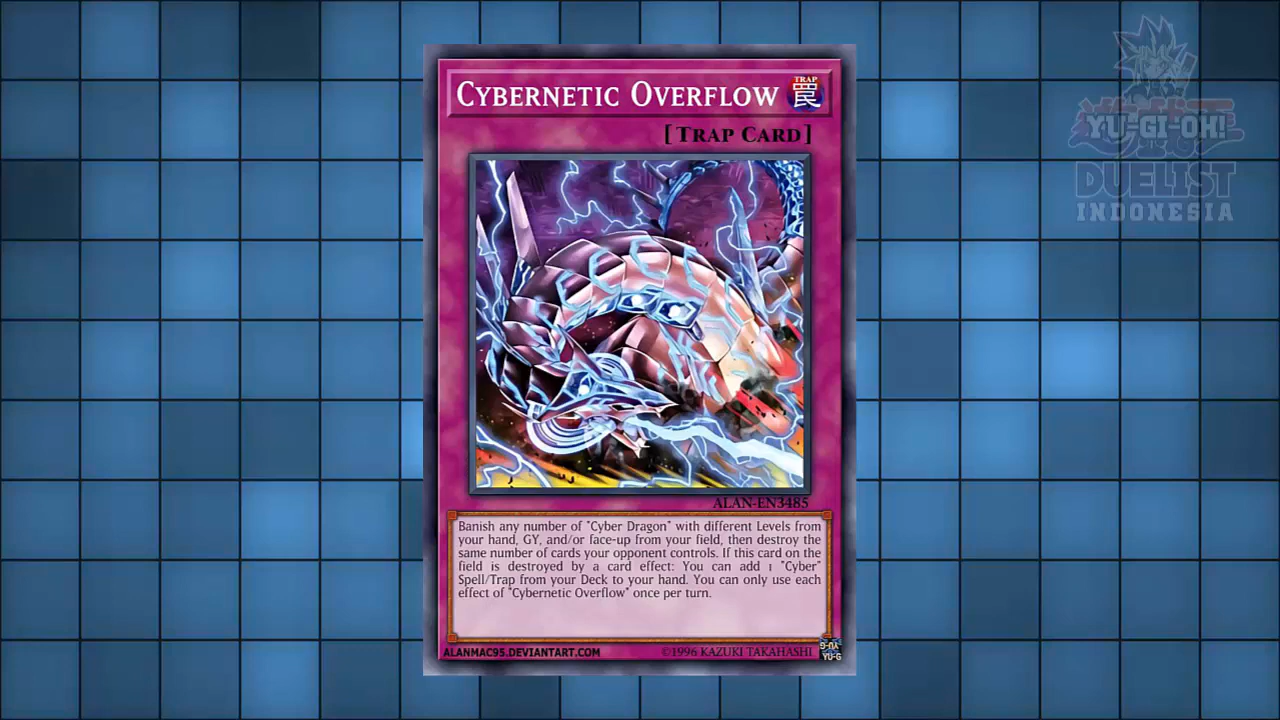 CYBERNETIC OVERFLOW
TRAP
罠
[TRAP CARD]
YU-GI-OH!
DUELIST
INDONESIA
ALAN-EN3485
Banish any number of "Cyber Dragon" with different Levels from
your hand, GY, and/or face-up from your field, then destroy the
same number of cards your opponent controls. If this card on the
field is destroyed by a card effect: You can add 1 "Cyber"
Spell/Trap from your Deck to your hand. You can only use each
effect of "Cybernetic Overflow" once per turn.
ALANMAC95.DEVIANTART.COM
©1996 KAZUKI TAKAHASHI